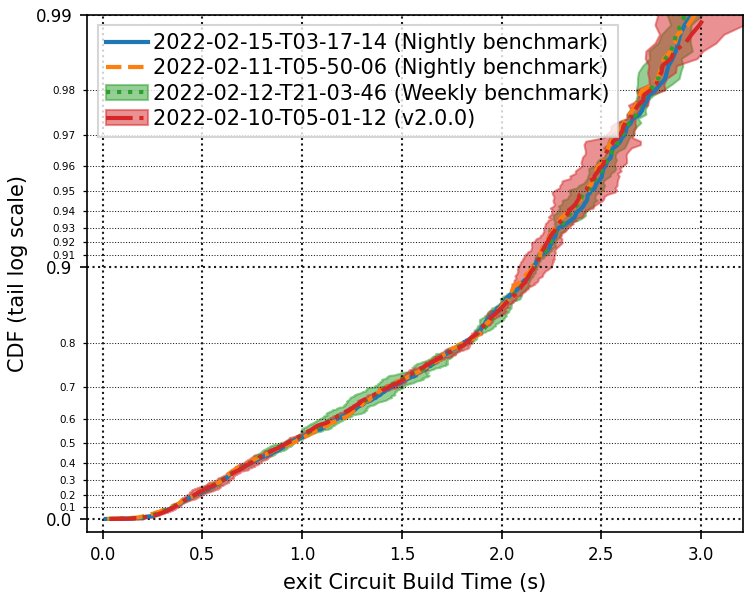 0.99
2022-02-15-T03-17-14 (Nightly benchmark)
2022-02-11-T05-50-06 (Nightly benchmark)
2022-02-12-T21-03-46 (Weekly benchmark)
2022-02-10-T05-01-12 (v2.0.0)
0.98
0.97
0.96
0.95
0.94
0.93
0.92
0.91
0.9
0.8
0.7
0.6
0.5
0.4
0.3
0.2
0.1
0.0
CDF (tail log scale)
0.0 0.5 1.0 1.5 2.0 2.5 3.0
exit Circuit Build Time (s)